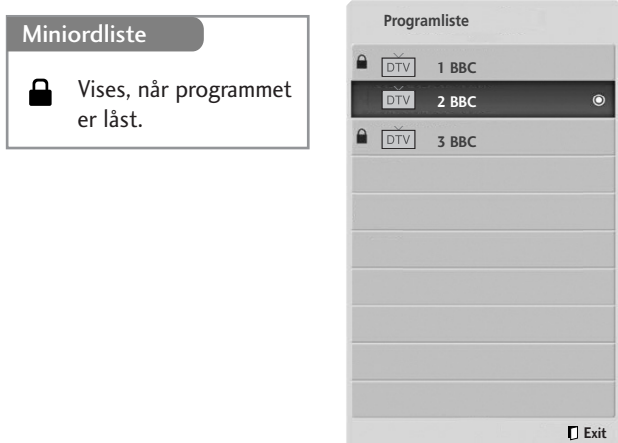 Miniordliste
Vises, når programmet
er låst.
Programliste
DTV 1 BBC
DTV 2 BBC
DTV 3 BBC
Exit